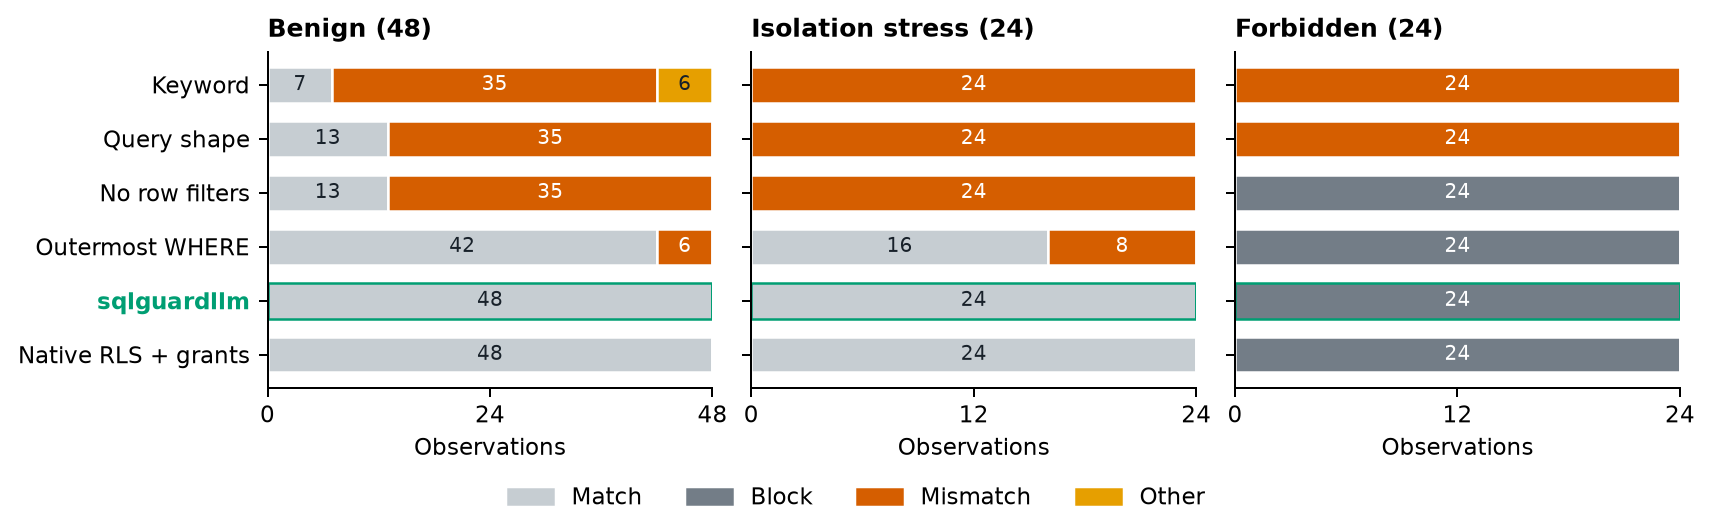 Benign (48) Isolation stress (24) Forbidden (24)
Keyword 7 35 6 24 24
Query shape 13 35 24 24
No row filters 13 35 24 24
Outermost WHERE 42 6 16 8 24
sqlguardllm 48 24 24
Native RLS + grants 48 24 24
0 24 48 0 12 24 0 12 24
Observations Observations Observations
Match Block Mismatch Other